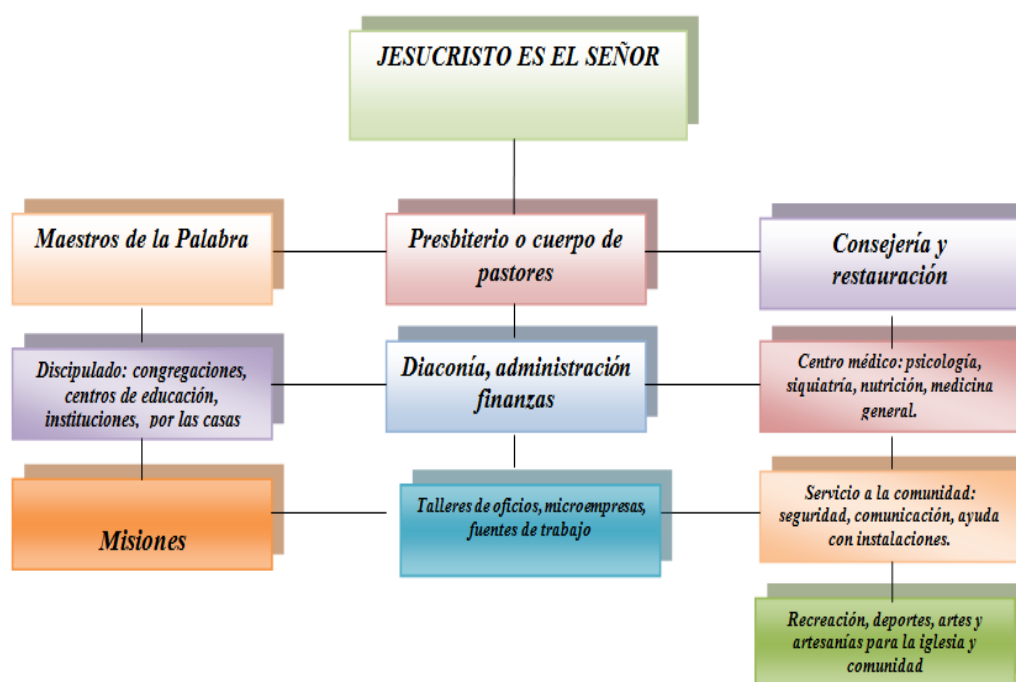 JESUCRISTO ES EL SEÑOR
Maestros de la Palabra
Presbiterio o cuerpo de
pastores
Consejería y
restauración
Discipulado: congregaciones,
centros de educación,
instituciones, por las casas
Diaconía, administración
finanzas
Centro médico: psicología,
siquiatría, nutrición, medicina
general.
Misiones
Talleres de oficios, microempresas,
fuentes de trabajo
Servicio a la comunidad:
seguridad, comunicación, ayuda
con instalaciones.
Recreación, deportes, artes y
artesanías para la iglesia y
comunidad